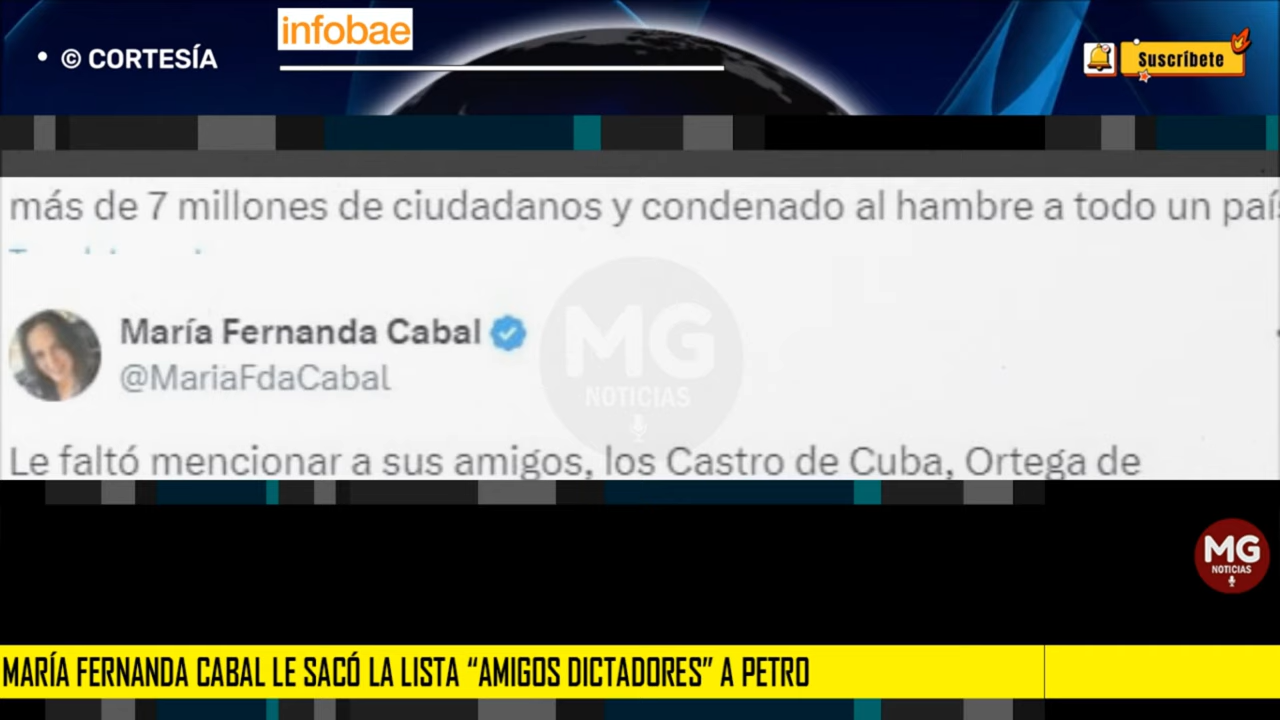 infobae
© CORTESÍA
Suscríbete
más de 7 millones de ciudadanos y condenado al hambre a todo un paí
María Fernanda Cabal
@MariaFdaCabal
MG
NOTICIAS
Le faltó mencionar a sus amigos, los Castro de Cuba, Ortega de
MG
NOTICIAS
MARÍA FERNANDA CABAL LE SACÓ LA LISTA “AMIGOS DICTADORES” A PETRO